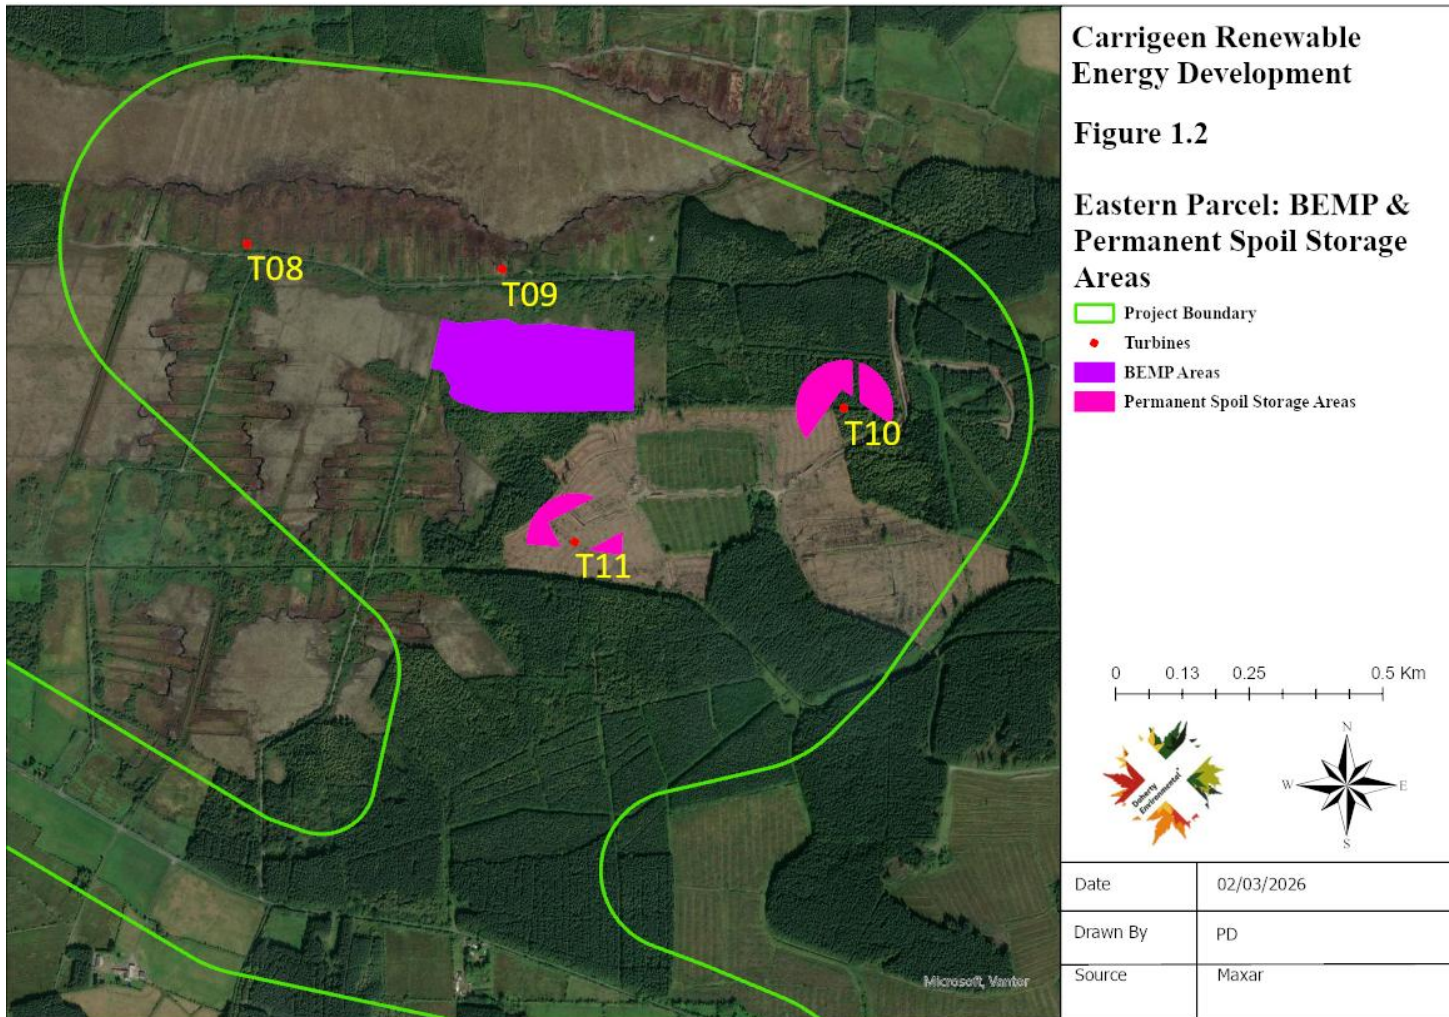 Carrigeen Renewable
Energy Development
Figure 1.2
Eastern Parcel: BEMP &
Permanent Spoil Storage
Areas
Project Boundary
Turbines
BEMP Areas
Permanent Spoil Storage Areas
T08
T09
T10
T11
0 0.13 0.25 0.5 Km
Doherty
Environmental
N
W E
S
Microsoft, Vantor
Date 02/03/2026
Drawn By PD
Source Maxar